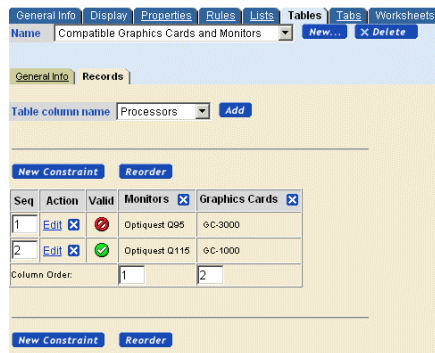 General Info Display Properties Rules Lists Tables Tabs Worksheets
Name Compatible Graphics Cards and Monitors New... X Delete
General Info Records
Table column name Processors Add
New Constraint Reorder
Seq Action Valid Monitors X Graphics Cards X
1 Edit X Optiquest Q95 GC-3000
2 Edit X Optiquest Q115 GC-1000
Column Order: 1 2
New Constraint Reorder